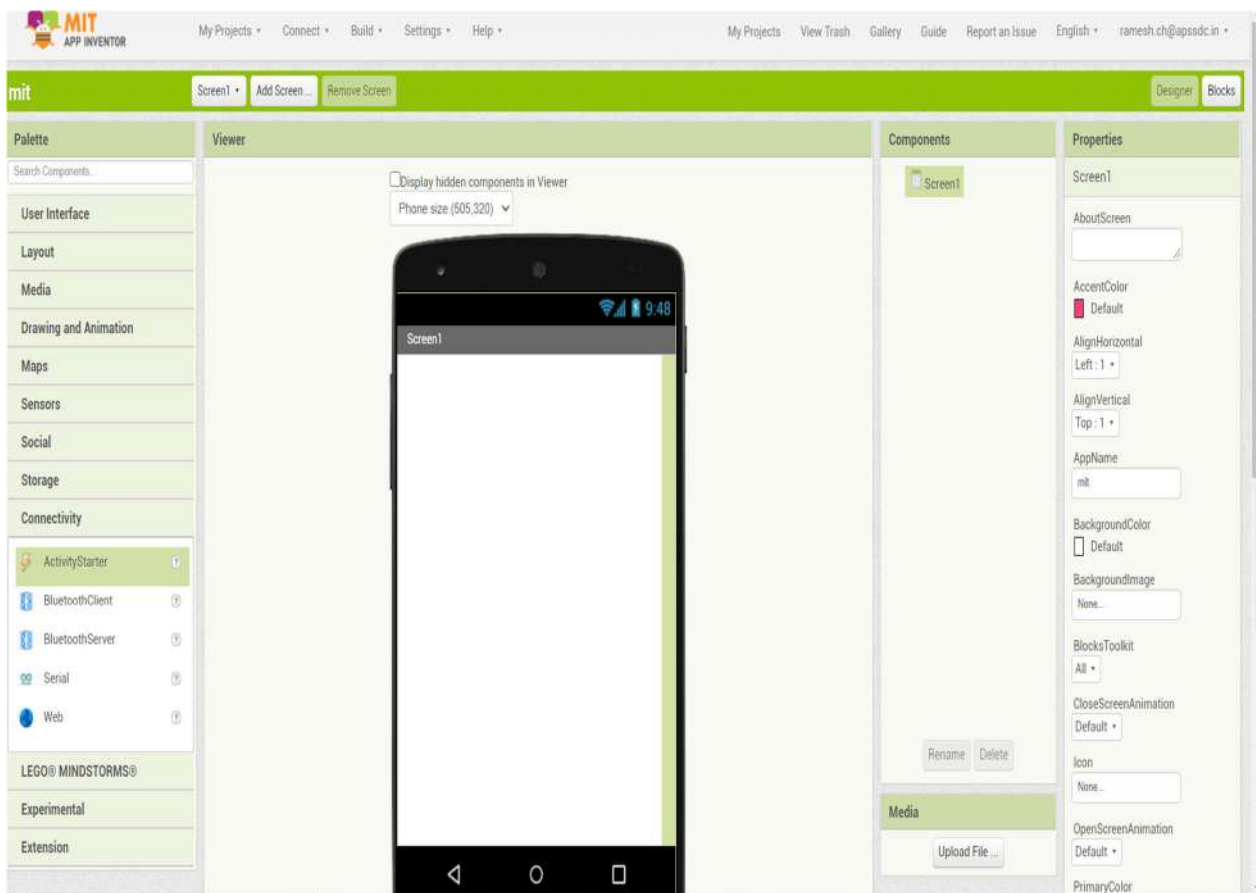 MIT
APP INVENTOR
My Projects
Connect
Build
Settings
Help
My Projects
View Trash
Gallery
Guide
Report an Issue
English
ramesh.ch@apssdc.in
mit
Screen1
Add Screen ...
Remove Screen
Designer
Blocks
Palette
Search Components...
User Interface
Layout
Media
Drawing and Animation
Maps
Sensors
Social
Storage
Connectivity
ActivityStarter
?
BluetoothClient
?
BluetoothServer
?
Serial
?
Web
?
LEGO® MINDSTORMS®
Experimental
Extension
Viewer
Display hidden components in Viewer
Phone size (505,320)
9:48
Screen1
Components
Screen1
Rename
Delete
Media
Upload File ...
Properties
Screen1
AboutScreen
AccentColor
Default
AlignHorizontal
Left : 1
AlignVertical
Top : 1
AppName
mit
BackgroundColor
Default
BackgroundImage
None...
BlocksToolkit
All
CloseScreenAnimation
Default
Icon
None...
OpenScreenAnimation
Default
PrimaryColor